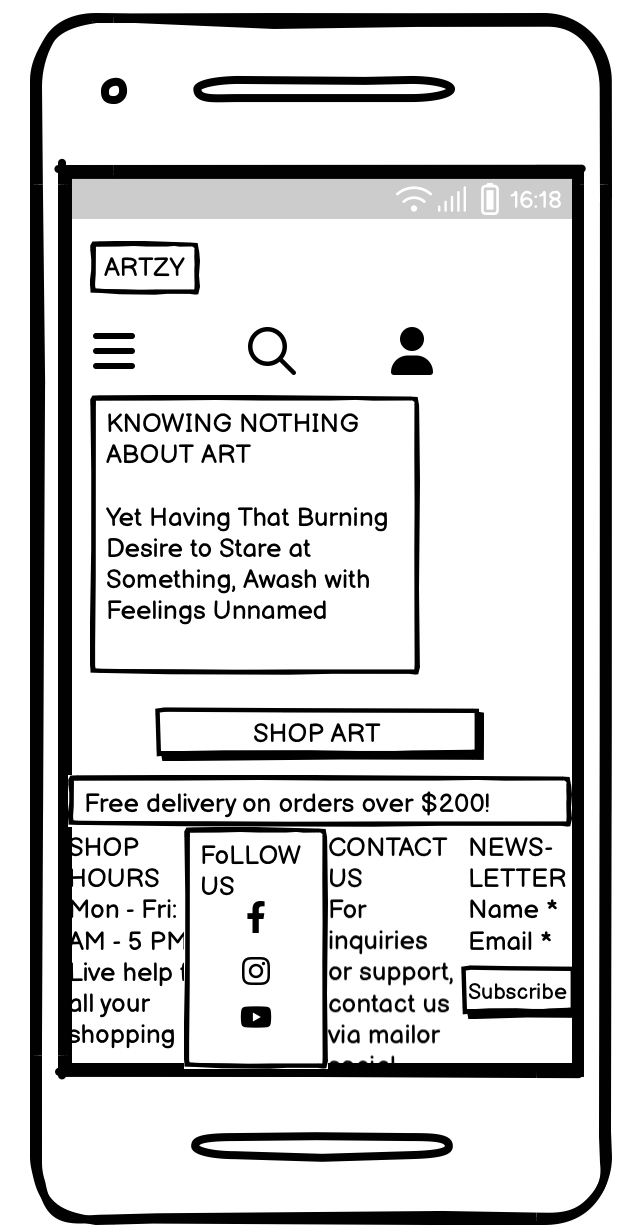 16:18
ARTZY
KNOWING NOTHING
ABOUT ART
Yet Having That Burning
Desire to Stare at
Something, Awash with
Feelings Unnamed
SHOP ART
Free delivery on orders over $200!
SHOP
HOURS
Mon - Fri:
AM - 5 PM
Live help
all your
shopping
FoLLOW
US
CONTACT
US
For
inquiries
or support,
contact us
via mailor
NEWS-
LETTER
Name *
Email *
Subscribe